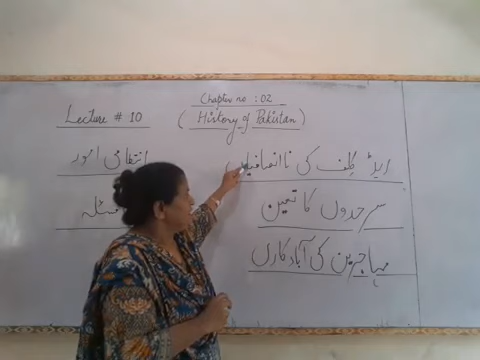 Chapter no : 02
Lecture # 10
( History of Pakistan )
ریڈ کلف کی ناانصافیاں
انتظامی امور
سرحدوں کا تعین
مسئلہ
مہاجرین کی آبادکاری